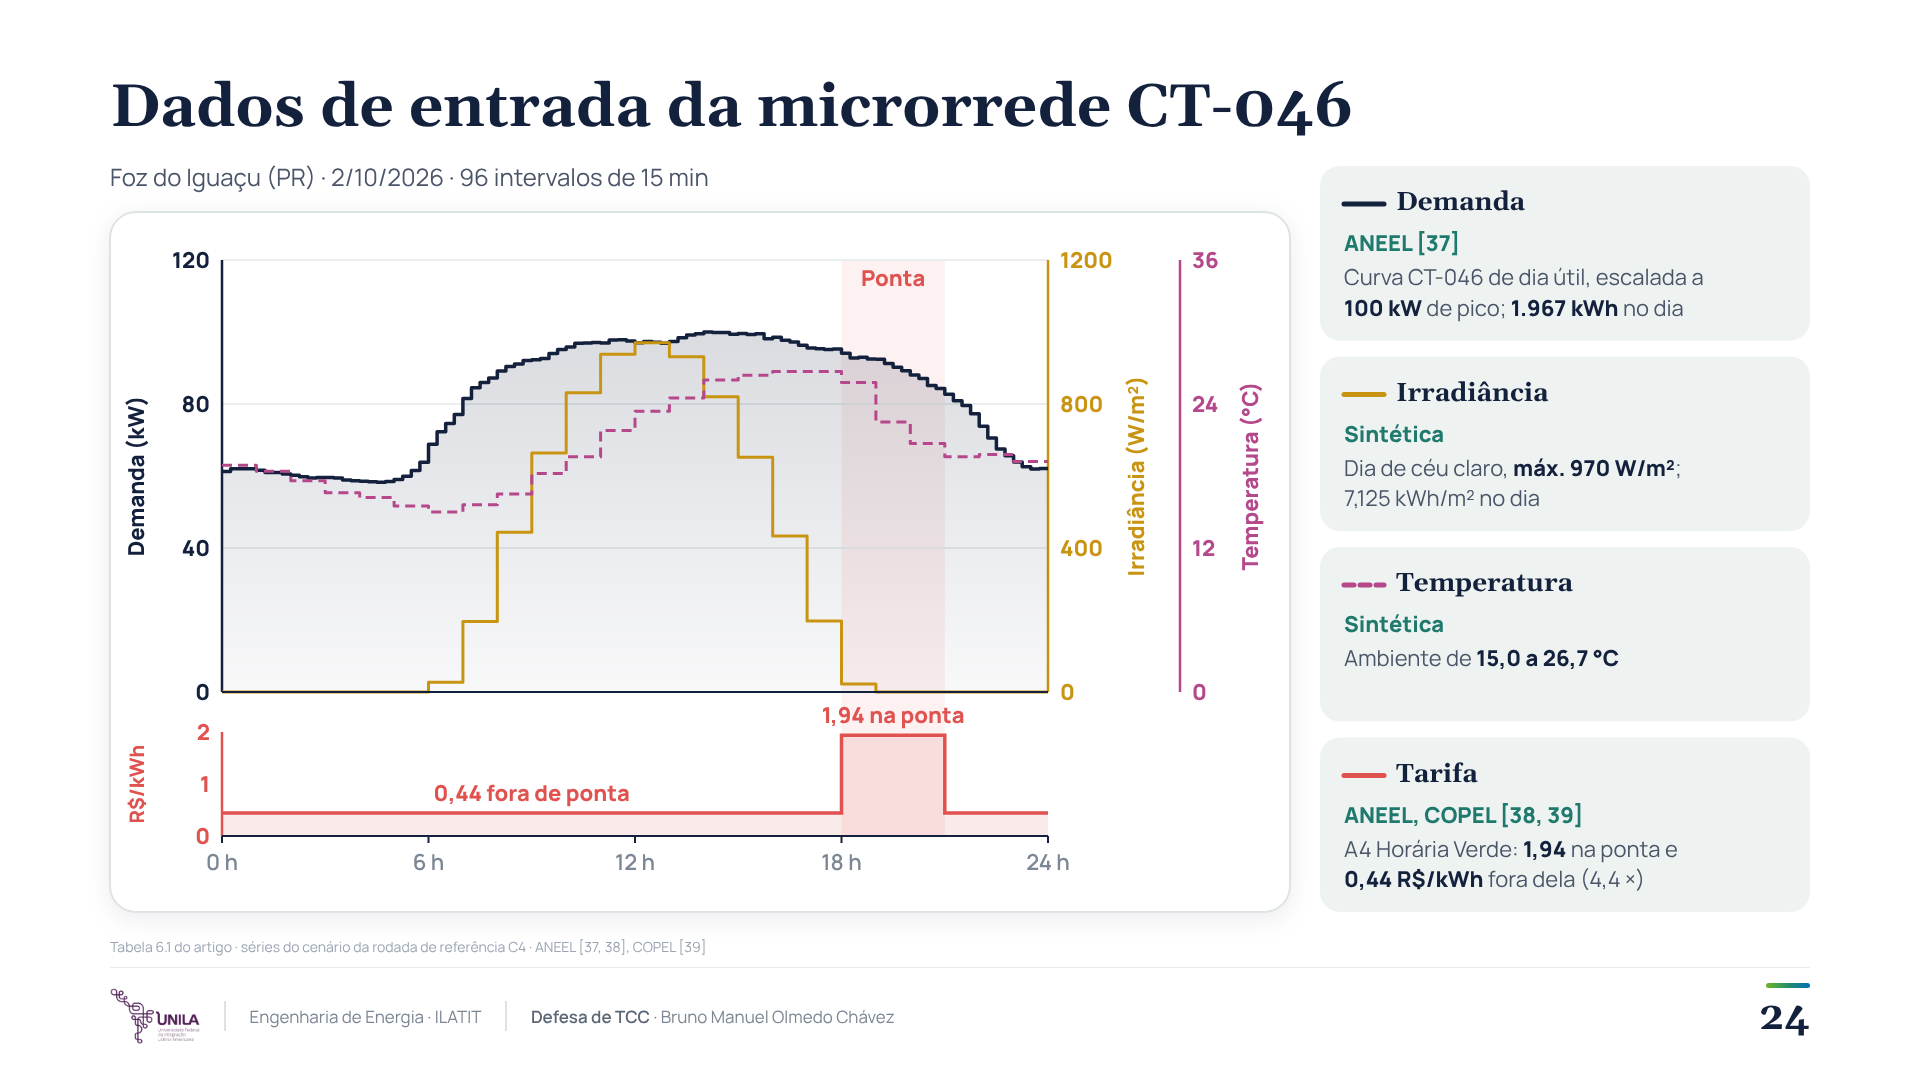 Dados de entrada da microrrede CT-046
Foz do Iguaçu (PR) · 2/10/2026 · 96 intervalos de 15 min
120
80
40
0
Demanda (kW)
Ponta
1200
800
400
0
Irradiância (W/m²)
36
24
12
0
Temperatura (°C)
1,94 na ponta
0,44 fora de ponta
2
1
0
R$/kWh
0 h
6 h
12 h
18 h
24 h
Demanda
ANEEL [37]
Curva CT-046 de dia útil, escalada a
100 kW de pico; 1.967 kWh no dia
Irradiância
Sintética
Dia de céu claro, máx. 970 W/m²;
7,125 kWh/m² no dia
Temperatura
Sintética
Ambiente de 15,0 a 26,7 °C
Tarifa
ANEEL, COPEL [38, 39]
A4 Horária Verde: 1,94 na ponta e
0,44 R$/kWh fora dela (4,4 ×)
Tabela 6.1 do artigo · séries do cenário da rodada de referência C4 · ANEEL [37, 38], COPEL [39]
UNILA
Universidade Federal
da Integração
Latino-Americana
Engenharia de Energia · ILATIT
Defesa de TCC · Bruno Manuel Olmedo Chávez
24